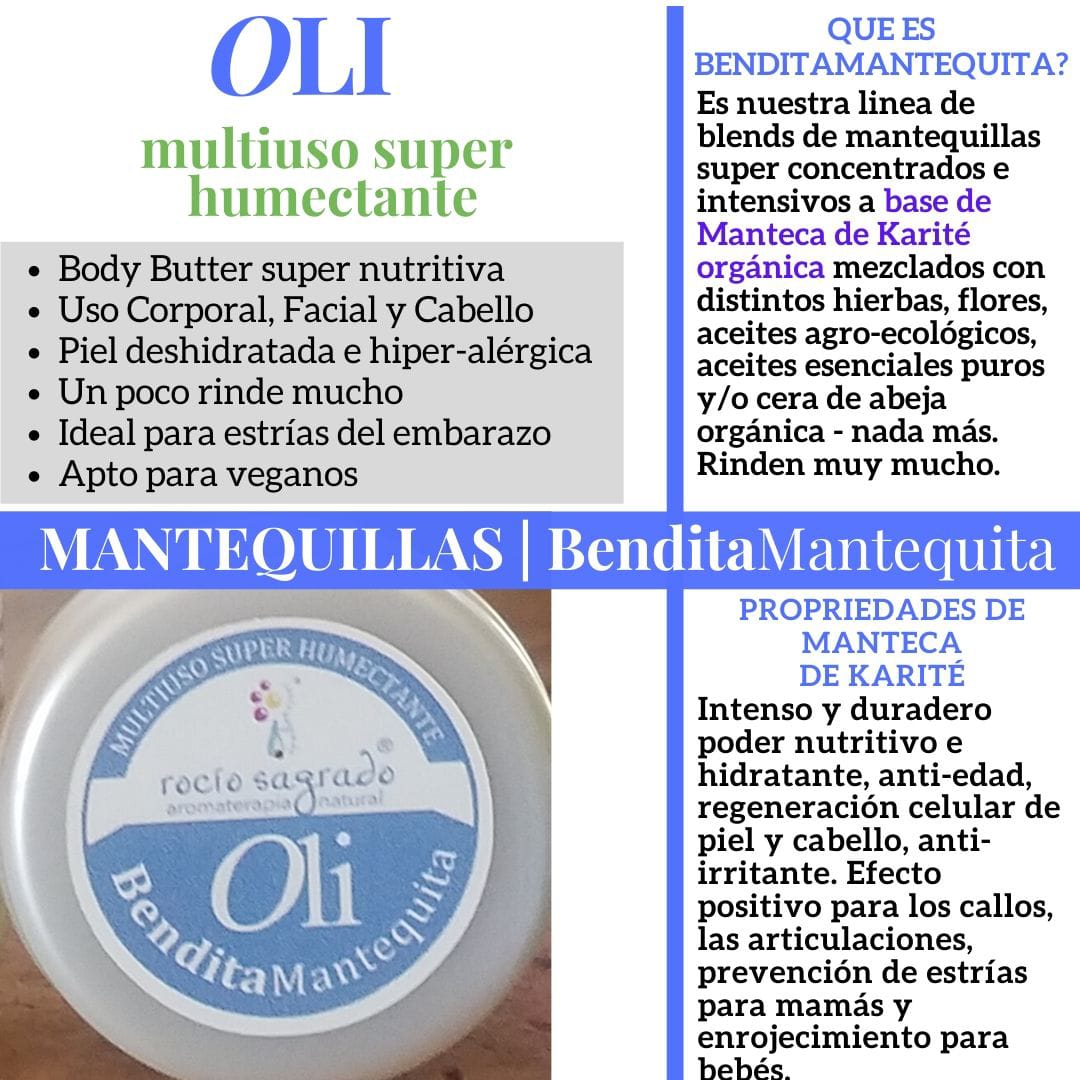 OLI
multiuso super
humectante
• Body Butter super nutritiva
• Uso Corporal, Facial y Cabello
• Piel deshidratada e hiper-alérgica
• Un poco rinde mucho
• Ideal para estrías del embarazo
• Apto para veganos
QUE ES
BENDITAMANTEQUITA?
Es nuestra linea de
blends de mantequillas
super concentrados e
intensivos a base de
Manteca de Karité
orgánica mezclados con
distintos hierbas, flores,
aceites agro-ecológicos,
aceites esenciales puros
y/o cera de abeja
orgánica - nada más.
Rinden muy mucho.
MANTEQUILLAS | BenditaMantequita
MULTIUSO SUPER HUMECTANTE
rocío sagrado®
aromaterapia natural
Oli
BenditaMantequita
PROPRIEDADES DE
MANTECA
DE KARITÉ
Intenso y duradero
poder nutritivo e
hidratante, anti-edad,
regeneración celular de
piel y cabello, anti-
irritante. Efecto
positivo para los callos,
las articulaciones,
prevención de estrías
para mamás y
enrojecimiento para
bebés.